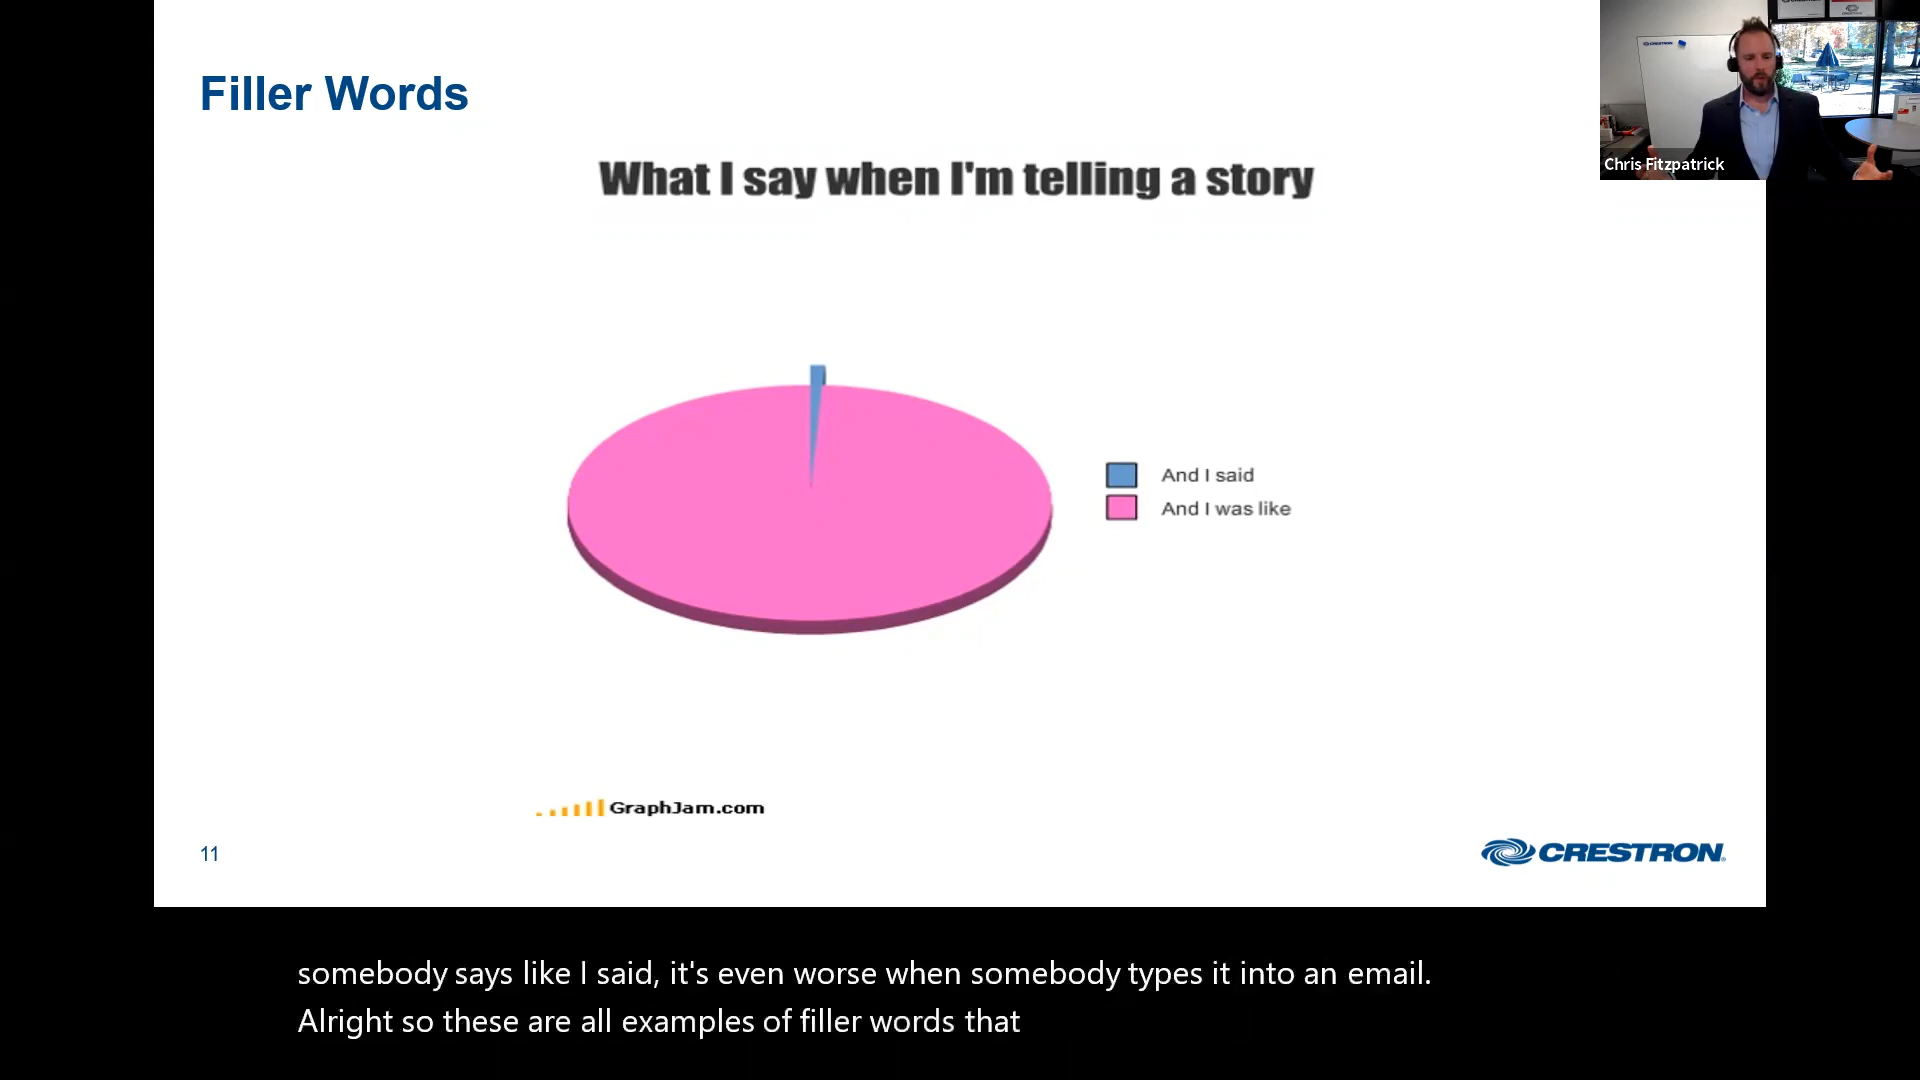 Filler Words
What I say when I'm telling a story
And I said
And I was like
GraphJam.com
11
CRESTRON
Chris Fitzpatrick
somebody says like I said, it's even worse when somebody types it into an email.
Alright so these are all examples of filler words that